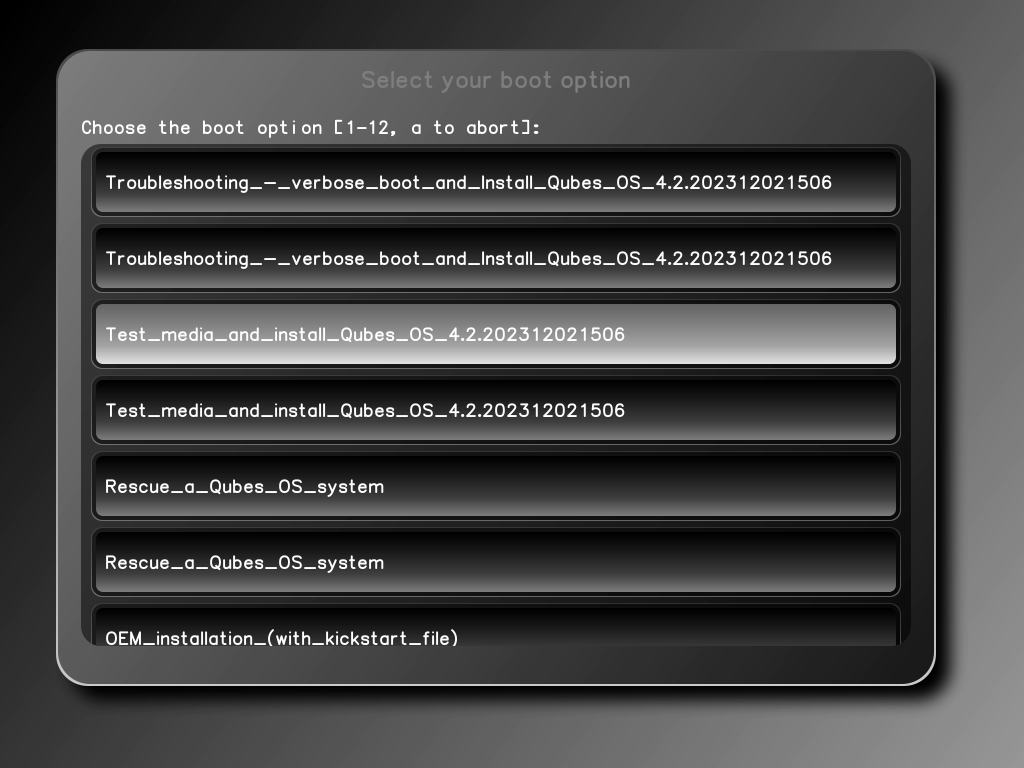 Select your boot option
Choose the boot option [1-12, a to abort]:
Troubleshooting_-_verbose_boot_and_Install_Qubes_OS_4.2.202312021506
Troubleshooting_-_verbose_boot_and_Install_Qubes_OS_4.2.202312021506
Test_media_and_install_Qubes_OS_4.2.202312021506
Test_media_and_install_Qubes_OS_4.2.202312021506
Rescue_a_Qubes_OS_system
Rescue_a_Qubes_OS_system
OEM_installation_(with_kickstart_file)